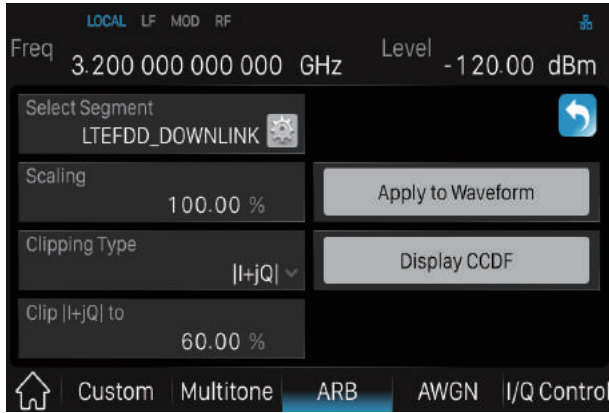 LOCAL LF MOD RF
Freq 3.200 000 000 000 GHz Level -120.00 dBm
Select Segment
LTEFDD_DOWNLINK
Scaling
100.00 %
Apply to Waveform
Clipping Type
|I+jQ|
Display CCDF
Clip |I+jQ| to
60.00 %
Custom Multitone ARB AWGN I/Q Contro